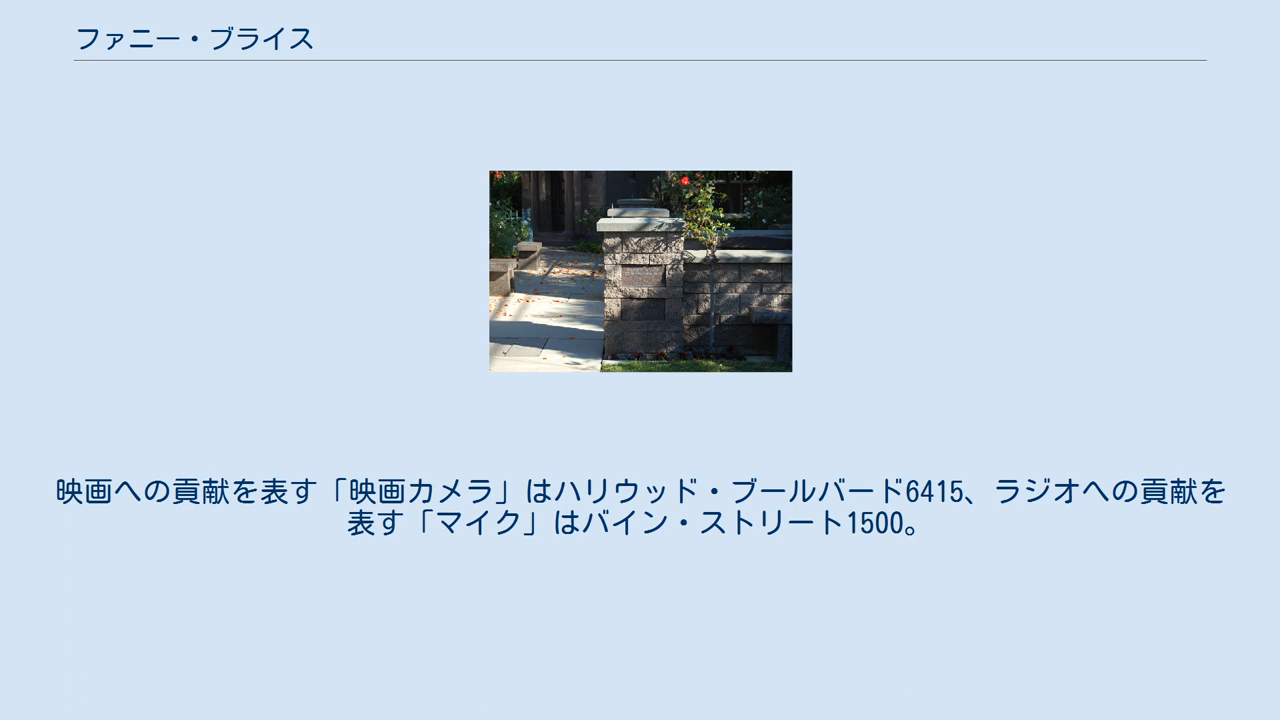 ファニー・ブライス
映画への貢献を表す「映画カメラ」はハリウッド・ブールバード6415、ラジオへの貢献を
表す「マイク」はバイン・ストリート1500。